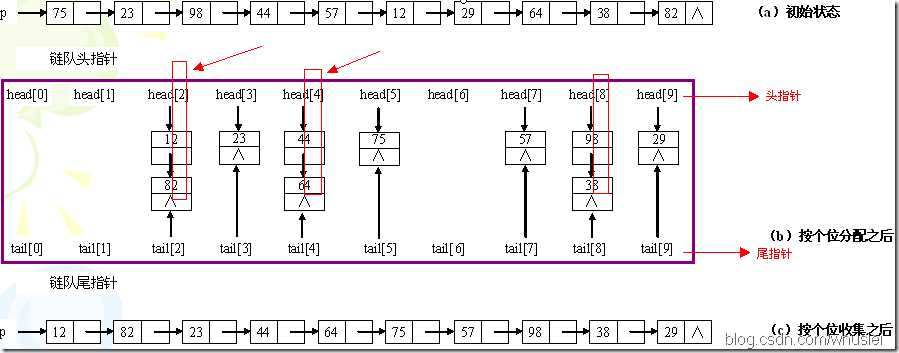 p 75 23 98 44 57 12 29 64 38 82 ∧ (a) 初始状态
链队头指针
head[0] head[1] head[2] head[3] head[4] head[5] head[6] head[7] head[8] head[9] 头指针
12 23 44 75 57 98 29
∧ ∧ ∧ ∧
82 64 38
∧ ∧ ∧
(b) 按个位分配之后
tail[0] tail[1] tail[2] tail[3] tail[4] tail[5] tail[6] tail[7] tail[8] tail[9] 尾指针
链队尾指针
p 12 82 23 44 64 75 57 98 38 29 ∧ (c) 按个位收集之后
blog.csdn.com/whuslei